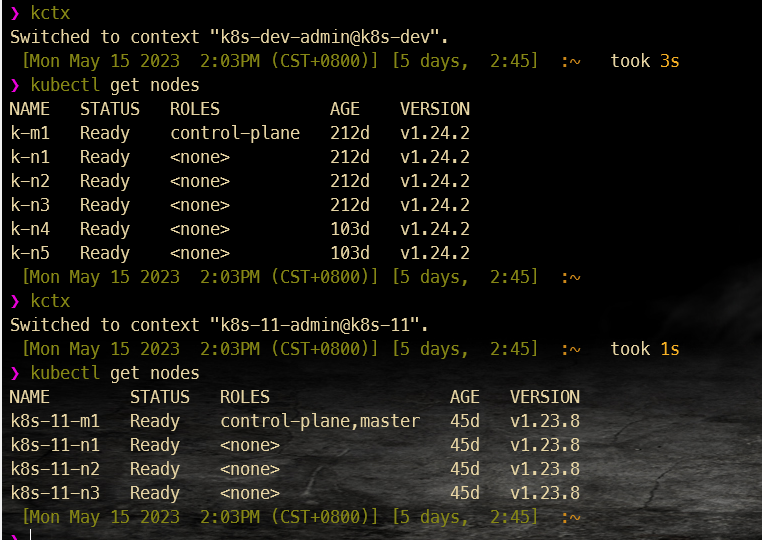 ❯ kctx
Switched to context "k8s-dev-admin@k8s-dev".
[Mon May 15 2023  2:03PM (CST+0800)] [5 days,  2:45]  :~   took 3s
❯ kubectl get nodes
NAME   STATUS   ROLES           AGE    VERSION
k-m1   Ready    control-plane   212d   v1.24.2
k-n1   Ready    <none>          212d   v1.24.2
k-n2   Ready    <none>          212d   v1.24.2
k-n3   Ready    <none>          212d   v1.24.2
k-n4   Ready    <none>          103d   v1.24.2
k-n5   Ready    <none>          103d   v1.24.2
[Mon May 15 2023  2:03PM (CST+0800)] [5 days,  2:45]  :~
❯ kctx
Switched to context "k8s-11-admin@k8s-11".
[Mon May 15 2023  2:03PM (CST+0800)] [5 days,  2:45]  :~   took 1s
❯ kubectl get nodes
NAME        STATUS   ROLES                  AGE   VERSION
k8s-11-m1   Ready    control-plane,master   45d   v1.23.8
k8s-11-n1   Ready    <none>                 45d   v1.23.8
k8s-11-n2   Ready    <none>                 45d   v1.23.8
k8s-11-n3   Ready    <none>                 45d   v1.23.8
[Mon May 15 2023  2:03PM (CST+0800)] [5 days,  2:45]  :~
❯